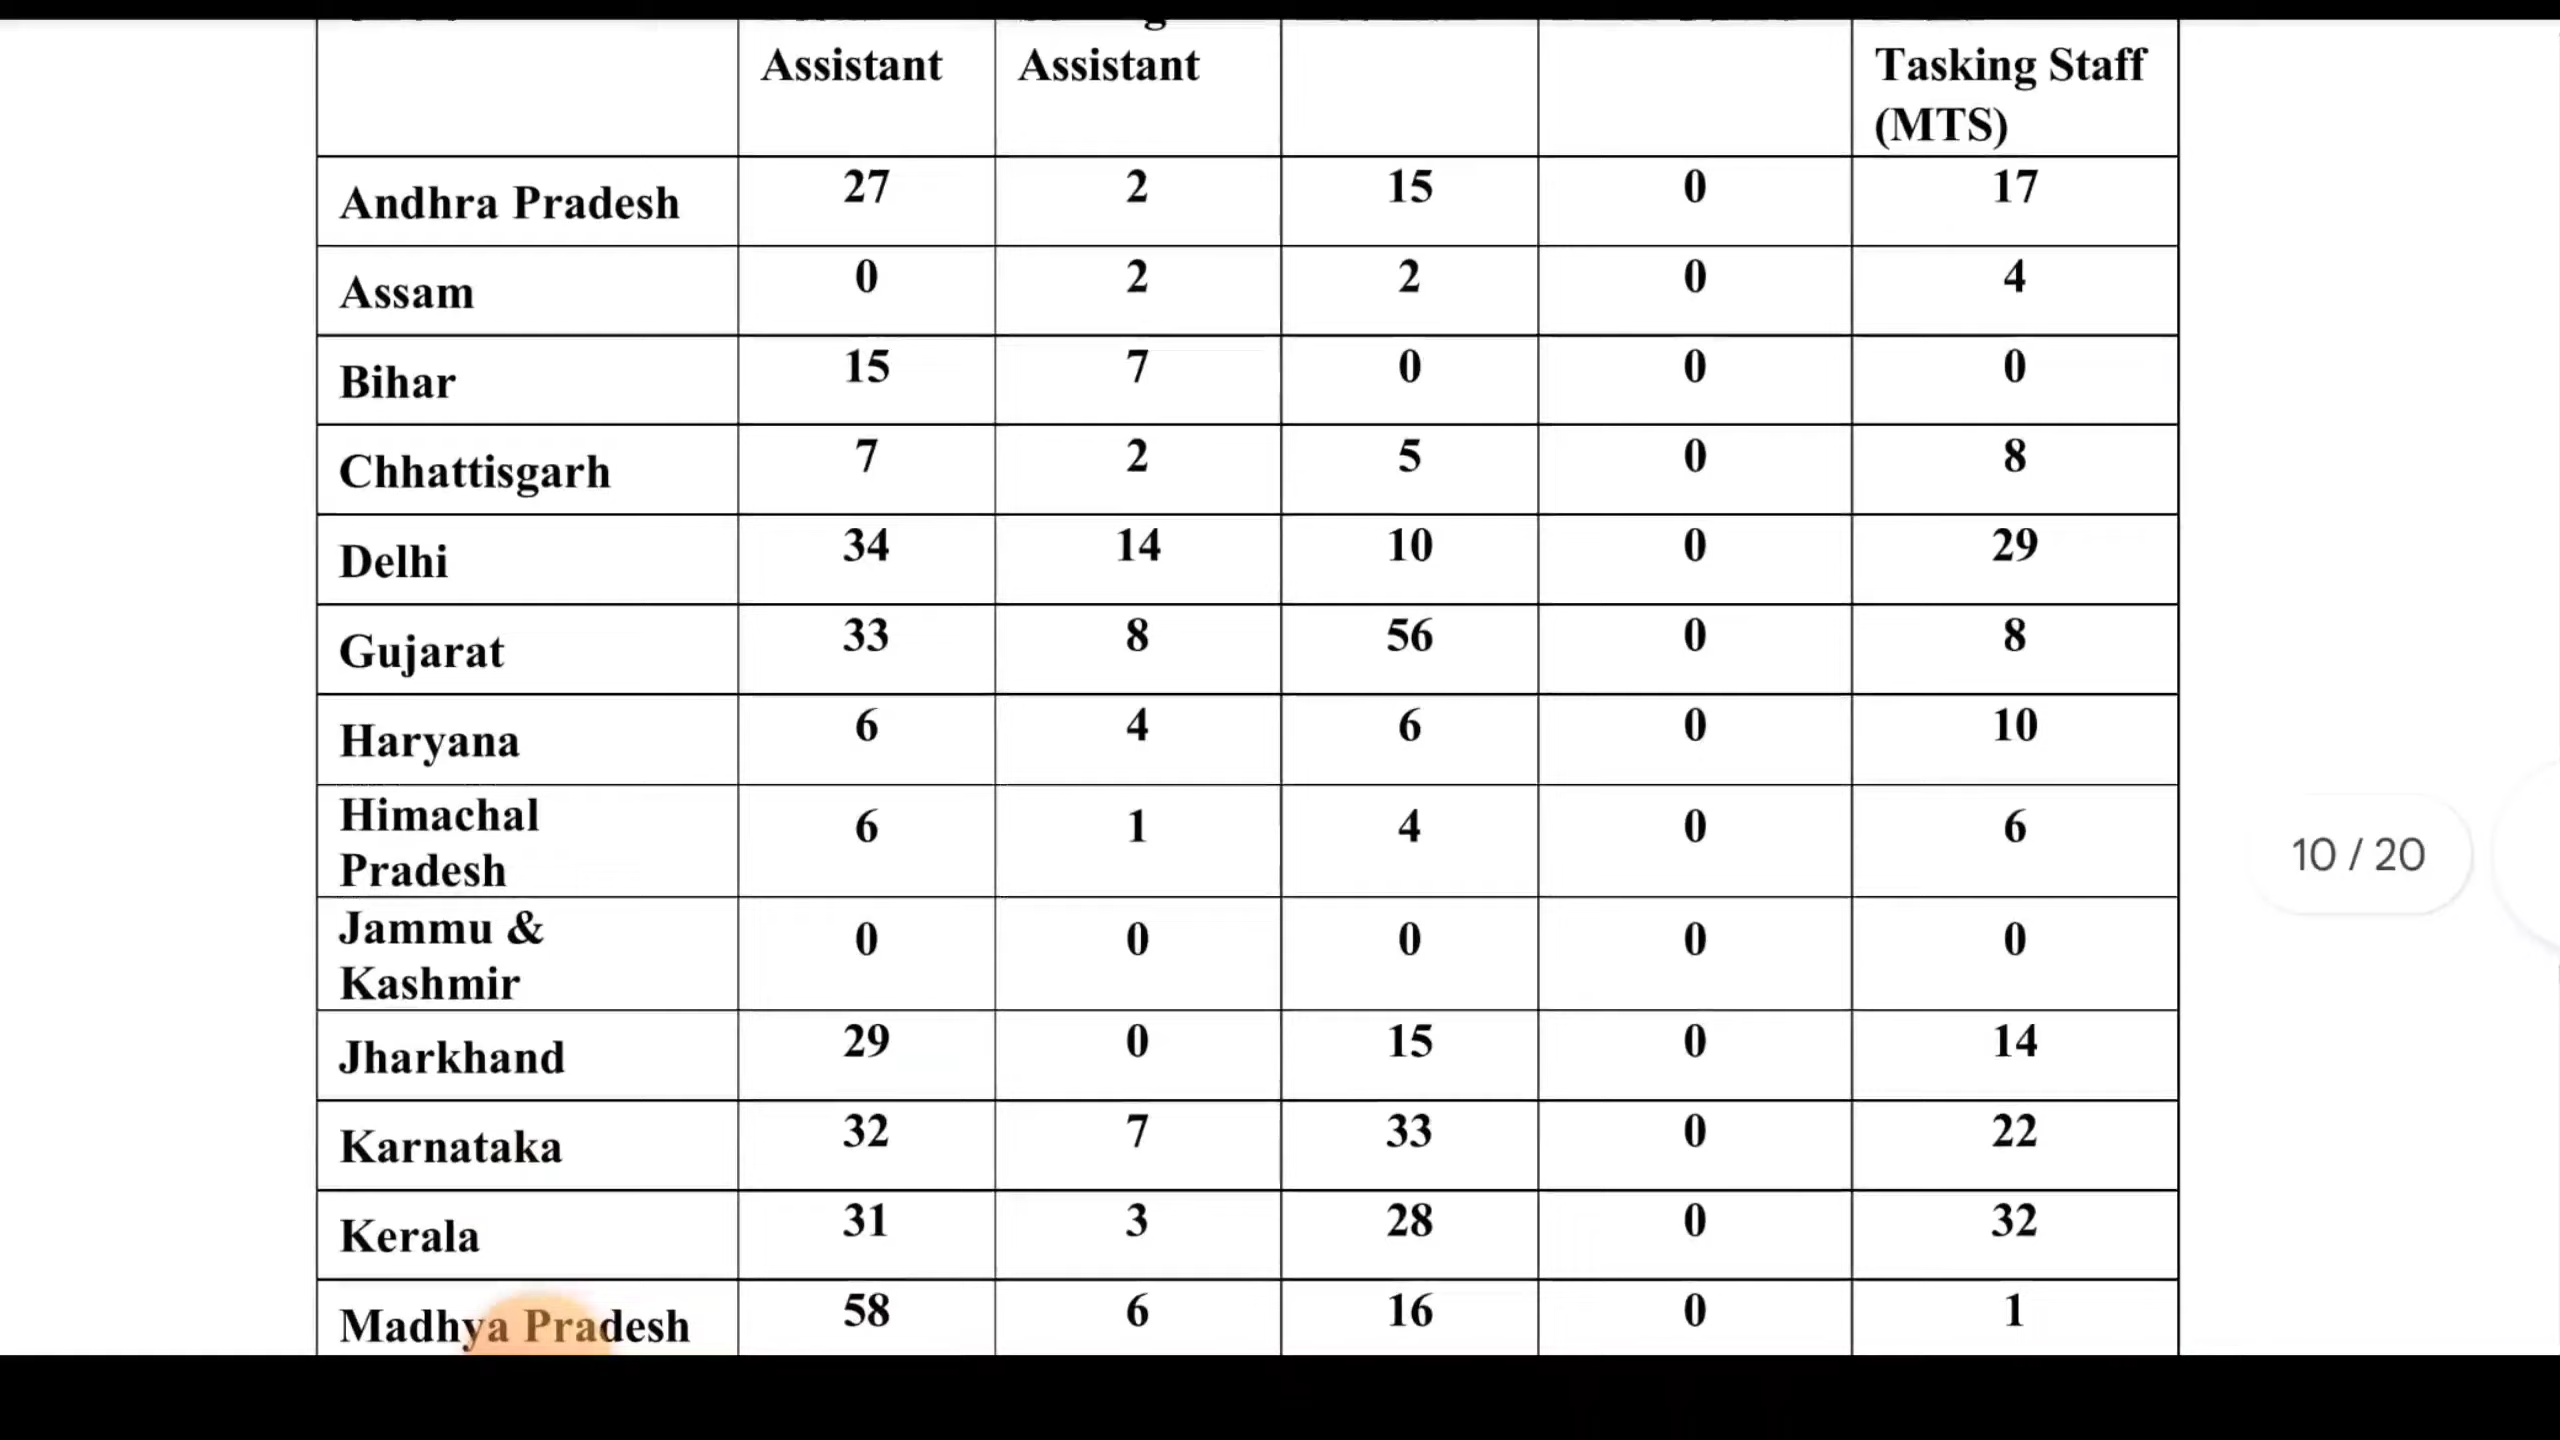 Assistant Assistant Tasking Staff
(MTS)
Andhra Pradesh 27 2 15 0 17
Assam 0 2 2 0 4
Bihar 15 7 0 0 0
Chhattisgarh 7 2 5 0 8
Delhi 34 14 10 0 29
Gujarat 33 8 56 0 8
Haryana 6 4 6 0 10
Himachal
Pradesh 6 1 4 0 6
Jammu &
Kashmir 0 0 0 0 0
Jharkhand 29 0 15 0 14
Karnataka 32 7 33 0 22
Kerala 31 3 28 0 32
Madhya Pradesh 58 6 16 0 1
10 / 20